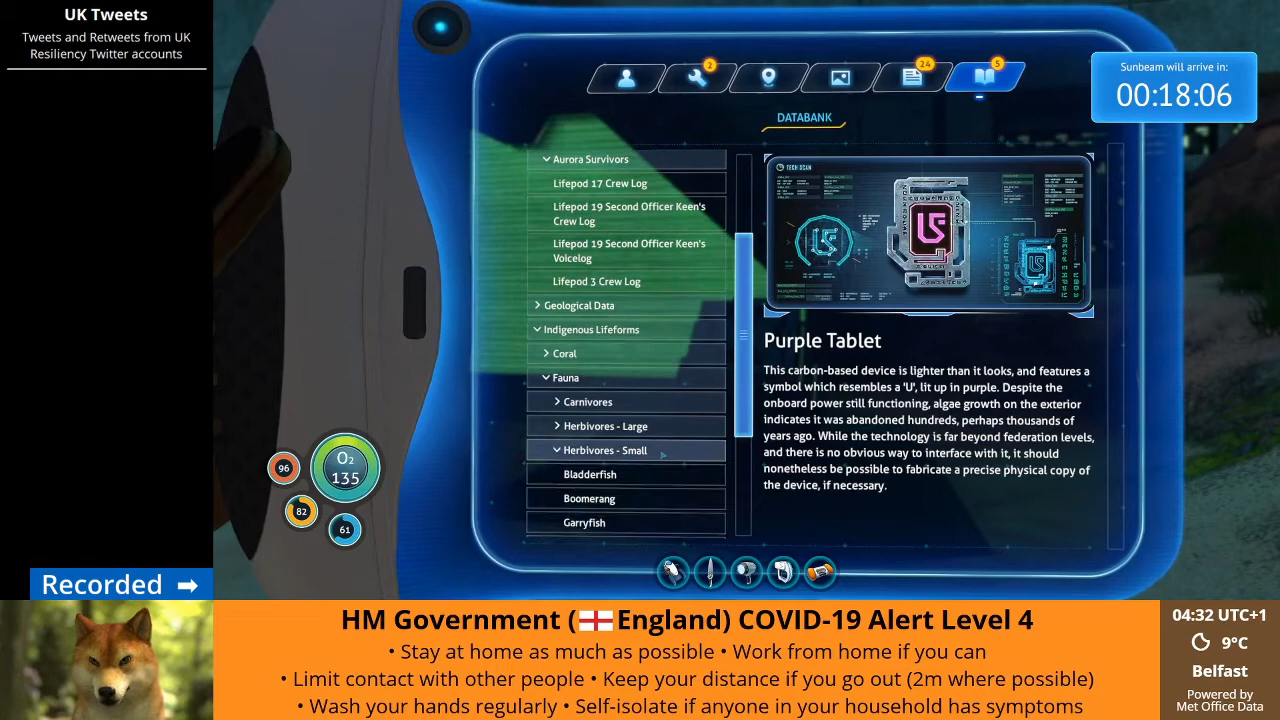 UK Tweets
Tweets and Retweets from UK
Resiliency Twitter accounts
2
24
5
Sunbeam will arrive in:
00:18:06
DATABANK
Aurora Survivors
Lifepod 17 Crew Log
Lifepod 19 Second Officer Keen's
Crew Log
Lifepod 19 Second Officer Keen's
Voicelog
Lifepod 3 Crew Log
Geological Data
Indigenous Lifeforms
Coral
Fauna
Carnivores
Herbivores - Large
Herbivores - Small
Bladderfish
Boomerang
Garryfish
TECH SCAN
Purple Tablet
This carbon-based device is lighter than it looks, and features a
symbol which resembles a 'U', lit up in purple. Despite the
onboard power still functioning, algae growth on the exterior
indicates it was abandoned hundreds, perhaps thousands of
years ago. While the technology is far beyond federation levels,
and there is no obvious way to interface with it, it should
nonetheless be possible to fabricate a precise physical copy of
the device, if necessary.
96
O₂
135
82
61
Recorded ➡
HM Government (🏴󠁧󠁢󠁥󠁮󠁧󠁿England) COVID-19 Alert Level 4
• Stay at home as much as possible • Work from home if you can
• Limit contact with other people • Keep your distance if you go out (2m where possible)
• Wash your hands regularly • Self-isolate if anyone in your household has symptoms
04:32 UTC+1
9°C
Belfast
Powered by
Met Office Data